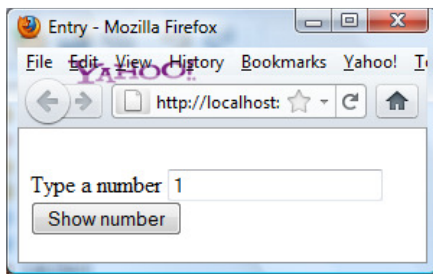 Entry - Mozilla Firefox
File Edit View History Bookmarks Yahoo!
YAHOO!
http://localhost:
Type a number 1
Show number